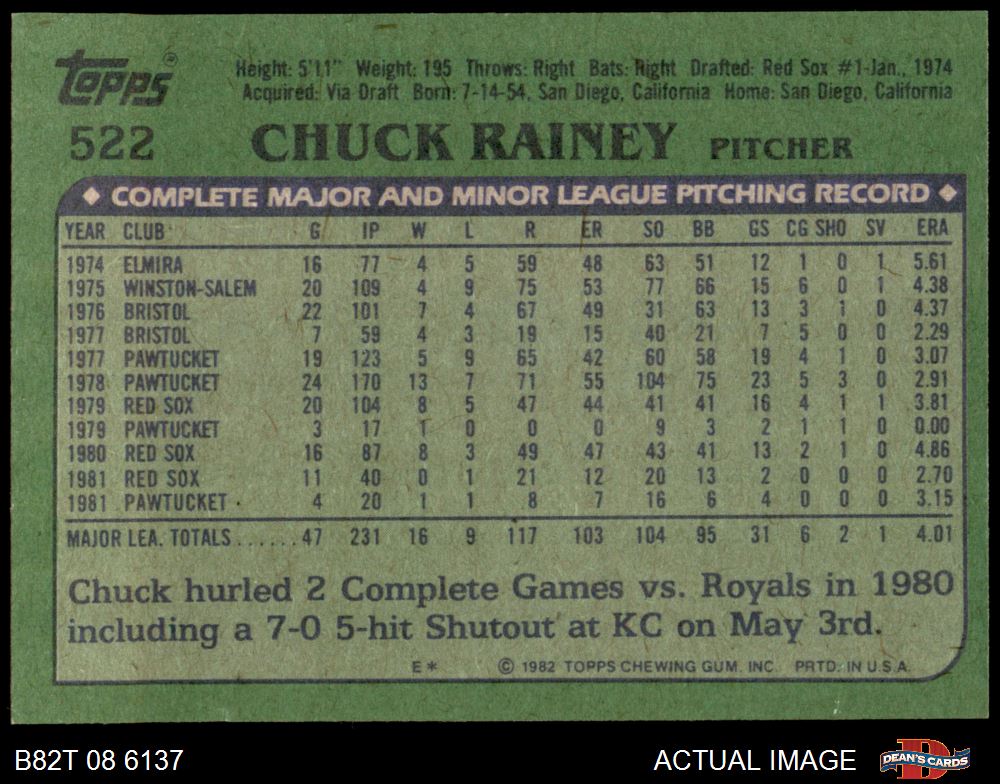 Topps®
Height: 5'11" Weight: 195 Throws: Right Bats: Right Drafted: Red Sox #1-Jan., 1974
Acquired: Via Draft Born: 7-14-54, San Diego, California Home: San Diego, California
522 CHUCK RAINEY PITCHER
◆ COMPLETE MAJOR AND MINOR LEAGUE PITCHING RECORD ◆
YEAR CLUB G IP W L R ER SO BB GS CG SHO SV ERA
1974 ELMIRA 16 77 4 5 59 48 63 51 12 1 0 1 5.61
1975 WINSTON-SALEM 20 109 4 9 75 53 77 66 15 6 0 1 4.38
1976 BRISTOL 22 101 7 4 67 49 31 63 13 3 1 0 4.37
1977 BRISTOL 7 59 4 3 19 15 40 21 7 5 0 0 2.29
1977 PAWTUCKET 19 123 5 9 65 42 60 58 19 4 1 0 3.07
1978 PAWTUCKET 24 170 13 7 71 55 104 75 23 5 3 0 2.91
1979 RED SOX 20 104 8 5 47 44 41 41 16 4 1 1 3.81
1979 PAWTUCKET 3 17 1 0 0 0 9 3 2 1 1 0 0.00
1980 RED SOX 16 87 8 3 49 47 43 41 13 2 1 0 4.86
1981 RED SOX 11 40 0 1 21 12 20 13 2 0 0 0 2.70
1981 PAWTUCKET 4 20 1 1 8 7 16 6 4 0 0 0 3.15
MAJOR LEA. TOTALS......47 231 16 9 117 103 104 95 31 6 2 1 4.01
Chuck hurled 2 Complete Games vs. Royals in 1980
including a 7-0 5-hit Shutout at KC on May 3rd.
E* © 1982 TOPPS CHEWING GUM, INC. PRTD. IN U.S.A.
B82T 08 6137 ACTUAL IMAGE DEAN'S CARDS